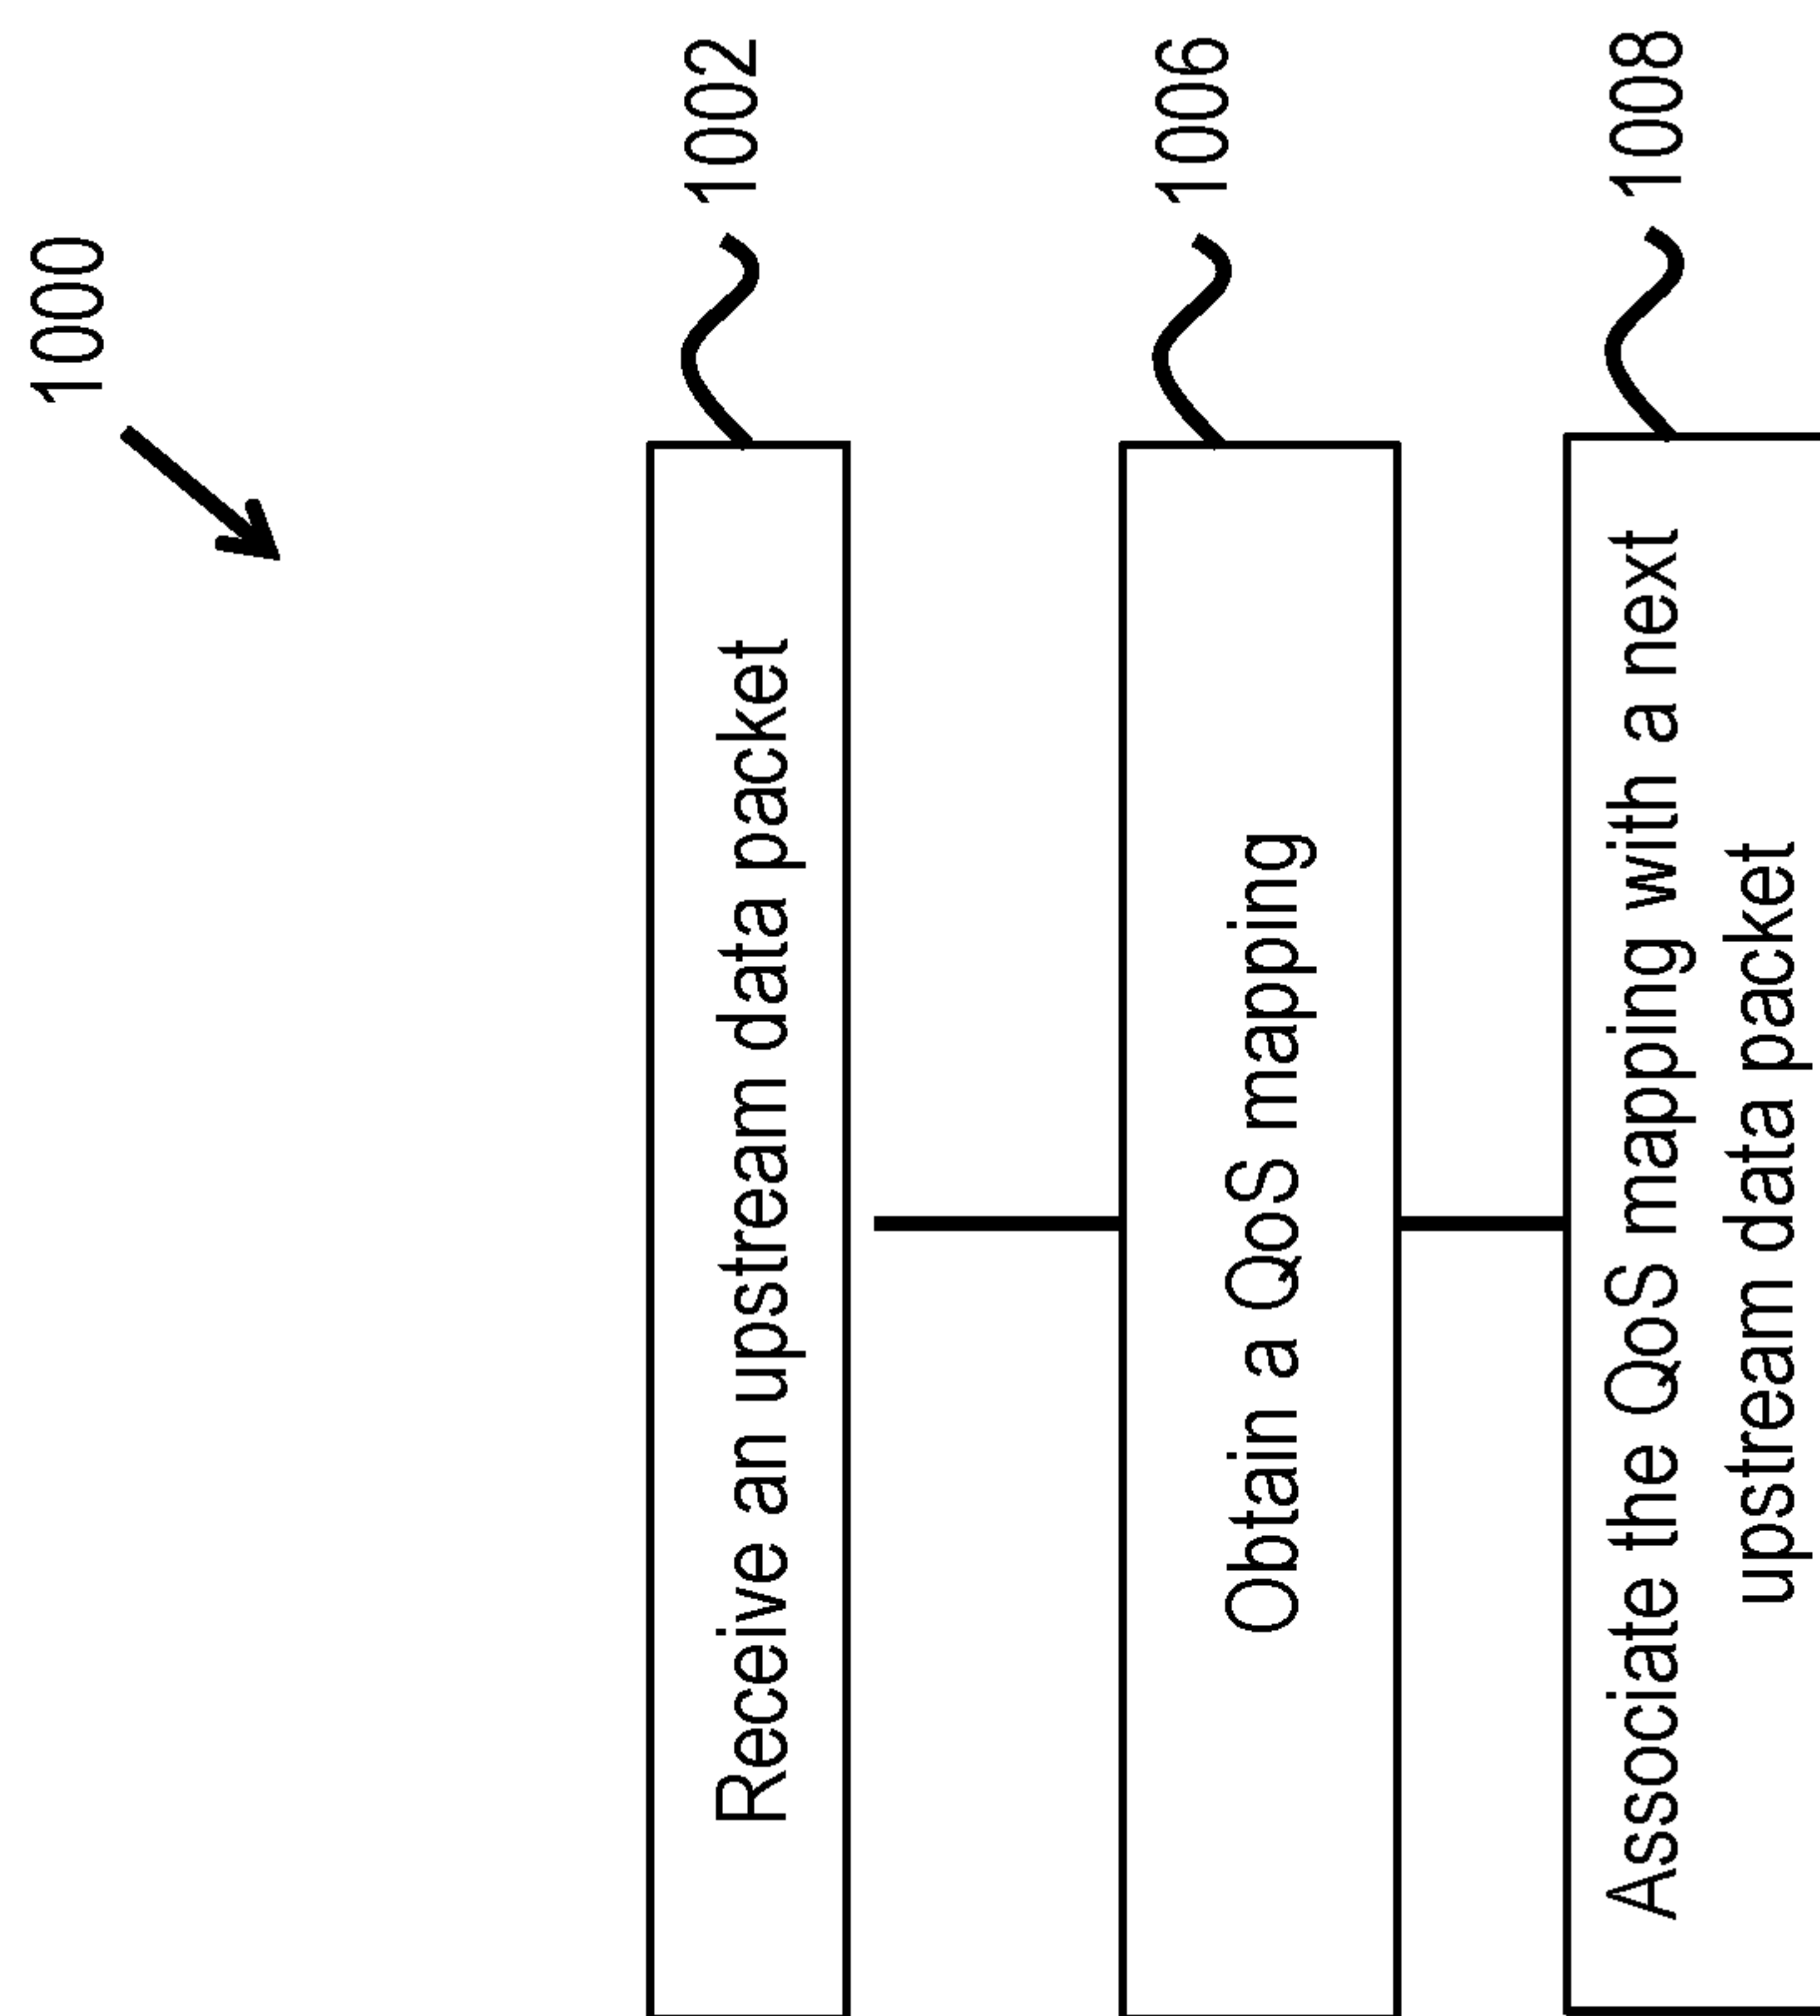 1000
Receive an upstream data packet
1002
Obtain a QoS mapping
1006
Associate the QoS mapping with a next
upstream data packet
1008